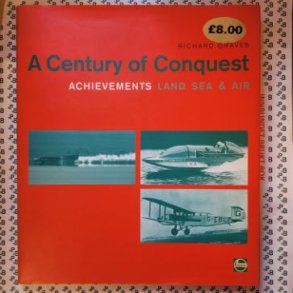 £8.00
RICHARD GRAVES
A Century of Conquest
ACHIEVEMENTS LAND SEA & AIR